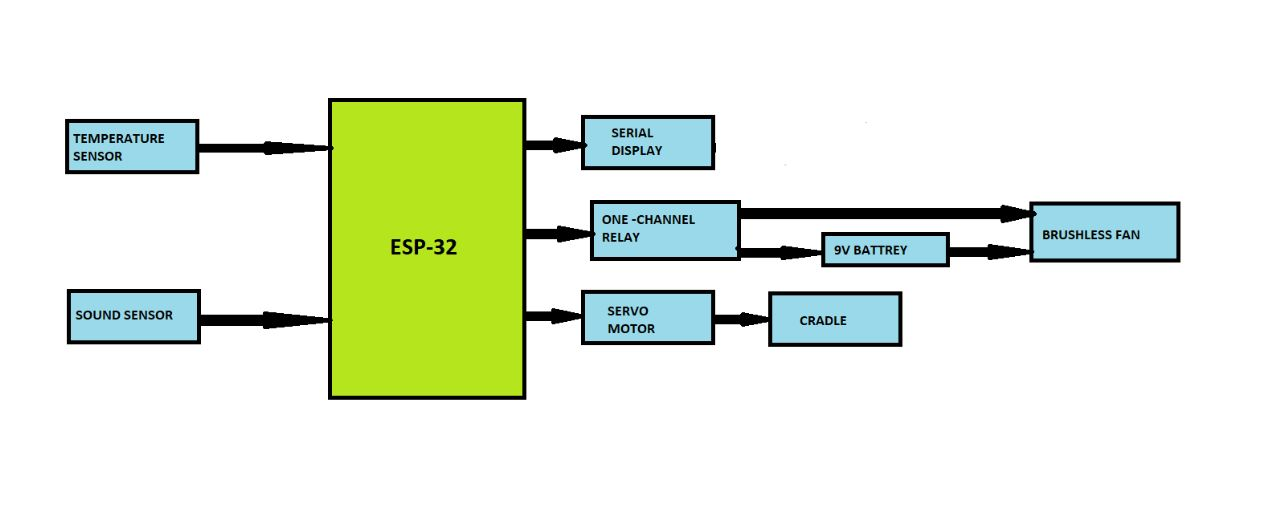 TEMPERATURE
SENSOR
SOUND SENSOR
ESP-32
SERIAL
DISPLAY
ONE -CHANNEL
RELAY
9V BATTREY
BRUSHLESS FAN
SERVO
MOTOR
CRADLE